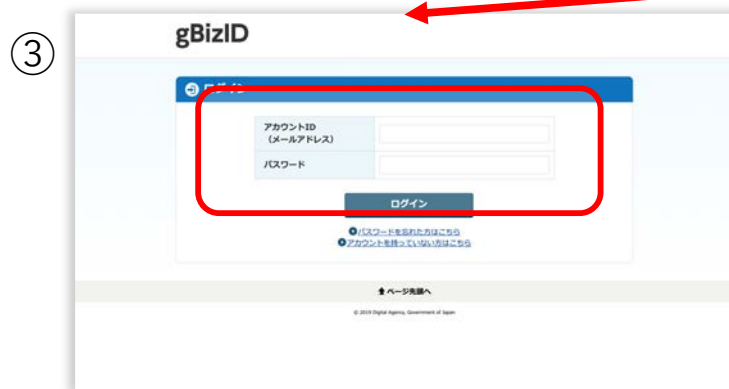 ③
gBizID
ログイン
アカウントID
（メールアドレス）
パスワード
ログイン
パスワードを忘れた方はこちら
アカウントを持っていない方はこちら
ページ先頭へ
© 2019 Digital Agency, Government of Japan